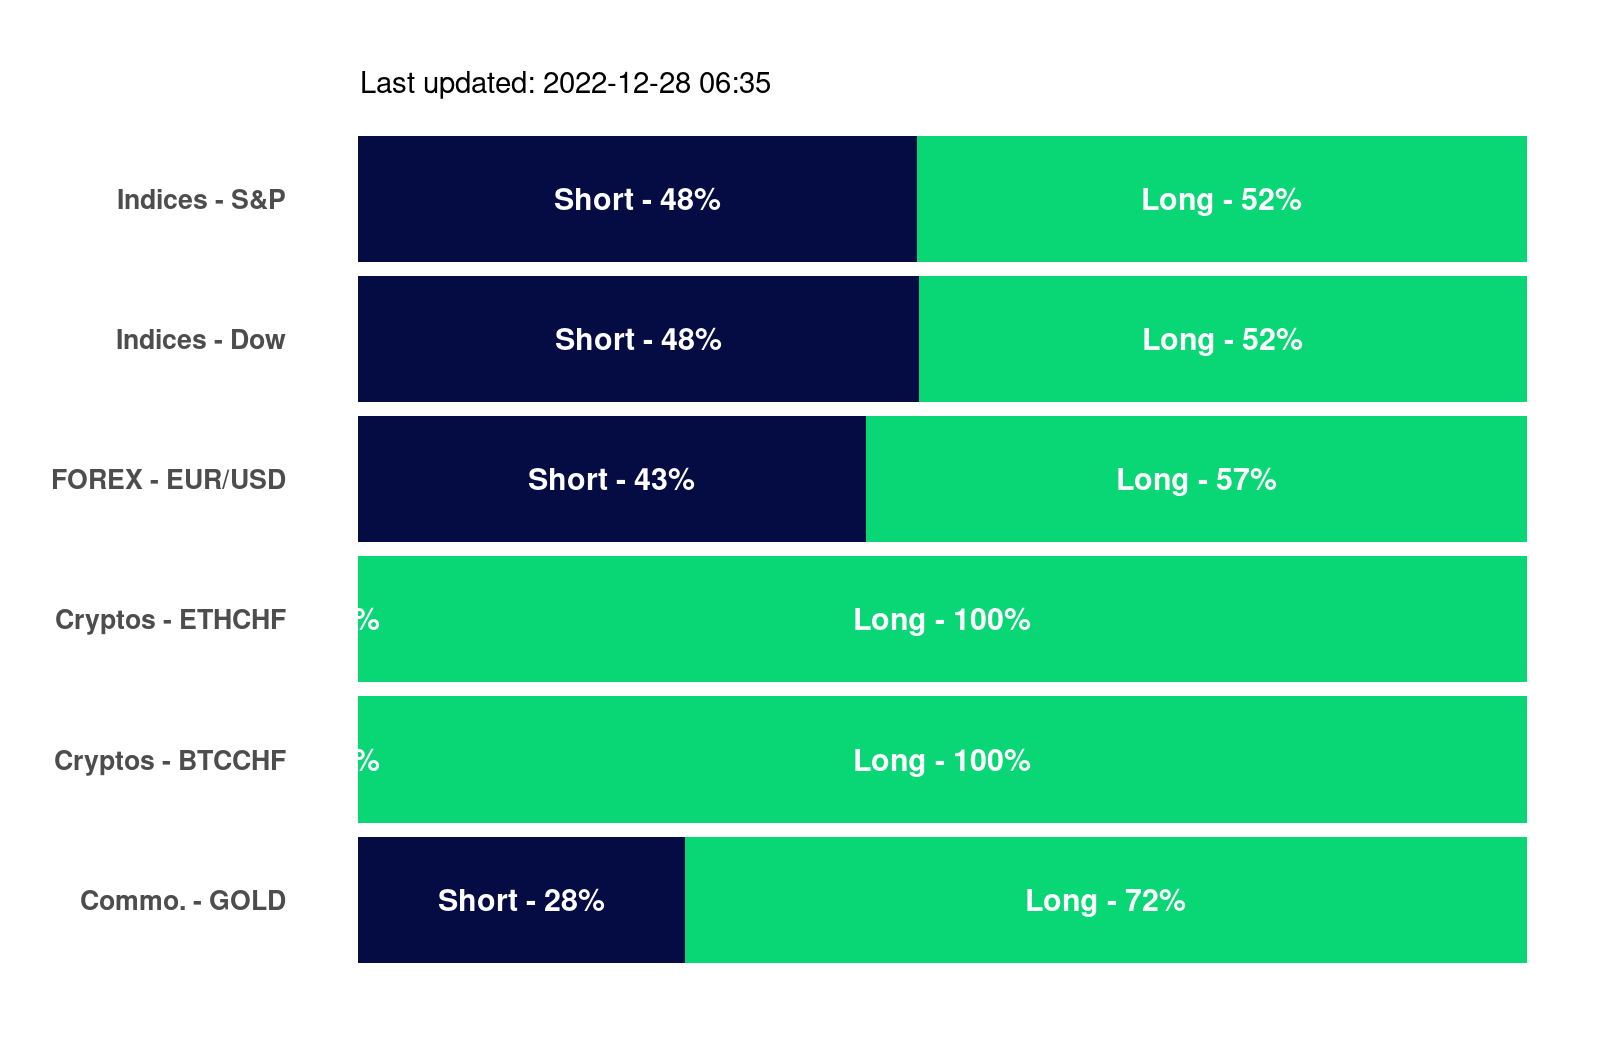 Last updated: 2022-12-28 06:35
Indices - S&P Short - 48% Long - 52%
Indices - Dow Short - 48% Long - 52%
FOREX - EUR/USD Short - 43% Long - 57%
Cryptos - ETHCHF % Long - 100%
Cryptos - BTCCHF % Long - 100%
Commo. - GOLD Short - 28% Long - 72%